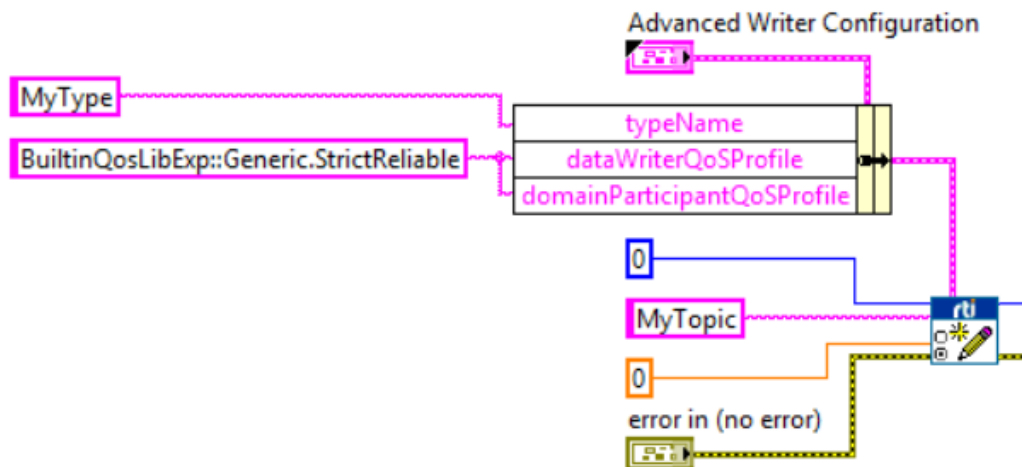 Advanced Writer Configuration
MyType
typeName
BuiltinQosLibExp::Generic.StrictReliable
dataWriterQoSProfile
domainParticipantQoSProfile
0
rti
MyTopic
0
error in (no error)